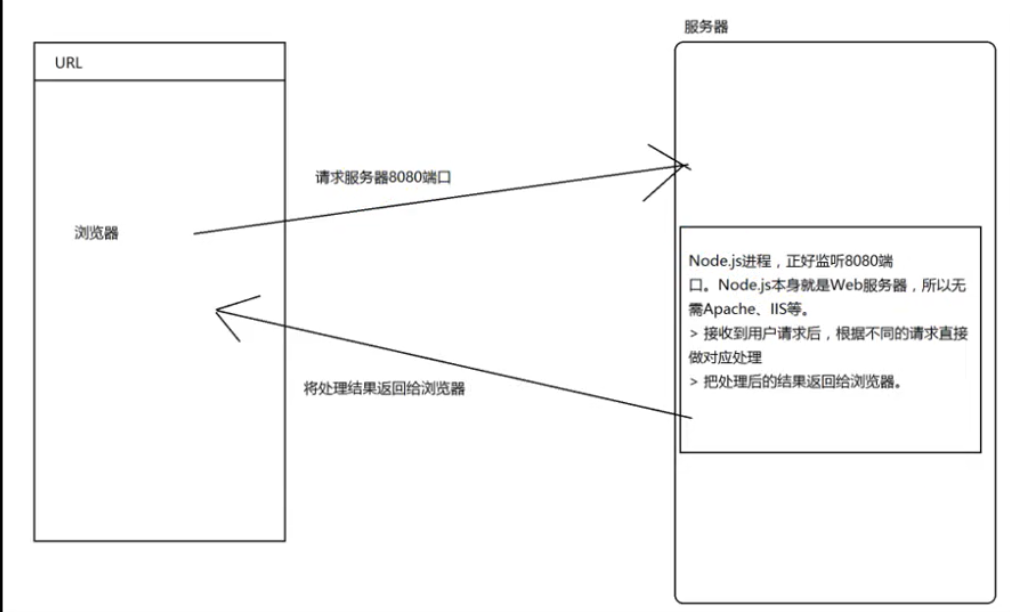 服务器
URL
请求服务器8080端口
浏览器
Node.js进程，正好监听8080端
口。Node.js本身就是Web服务器，所以无
需Apache、IIS等。
> 接收到用户请求后，根据不同的请求直接
做对应处理
> 把处理后的结果返回给浏览器。
将处理结果返回给浏览器